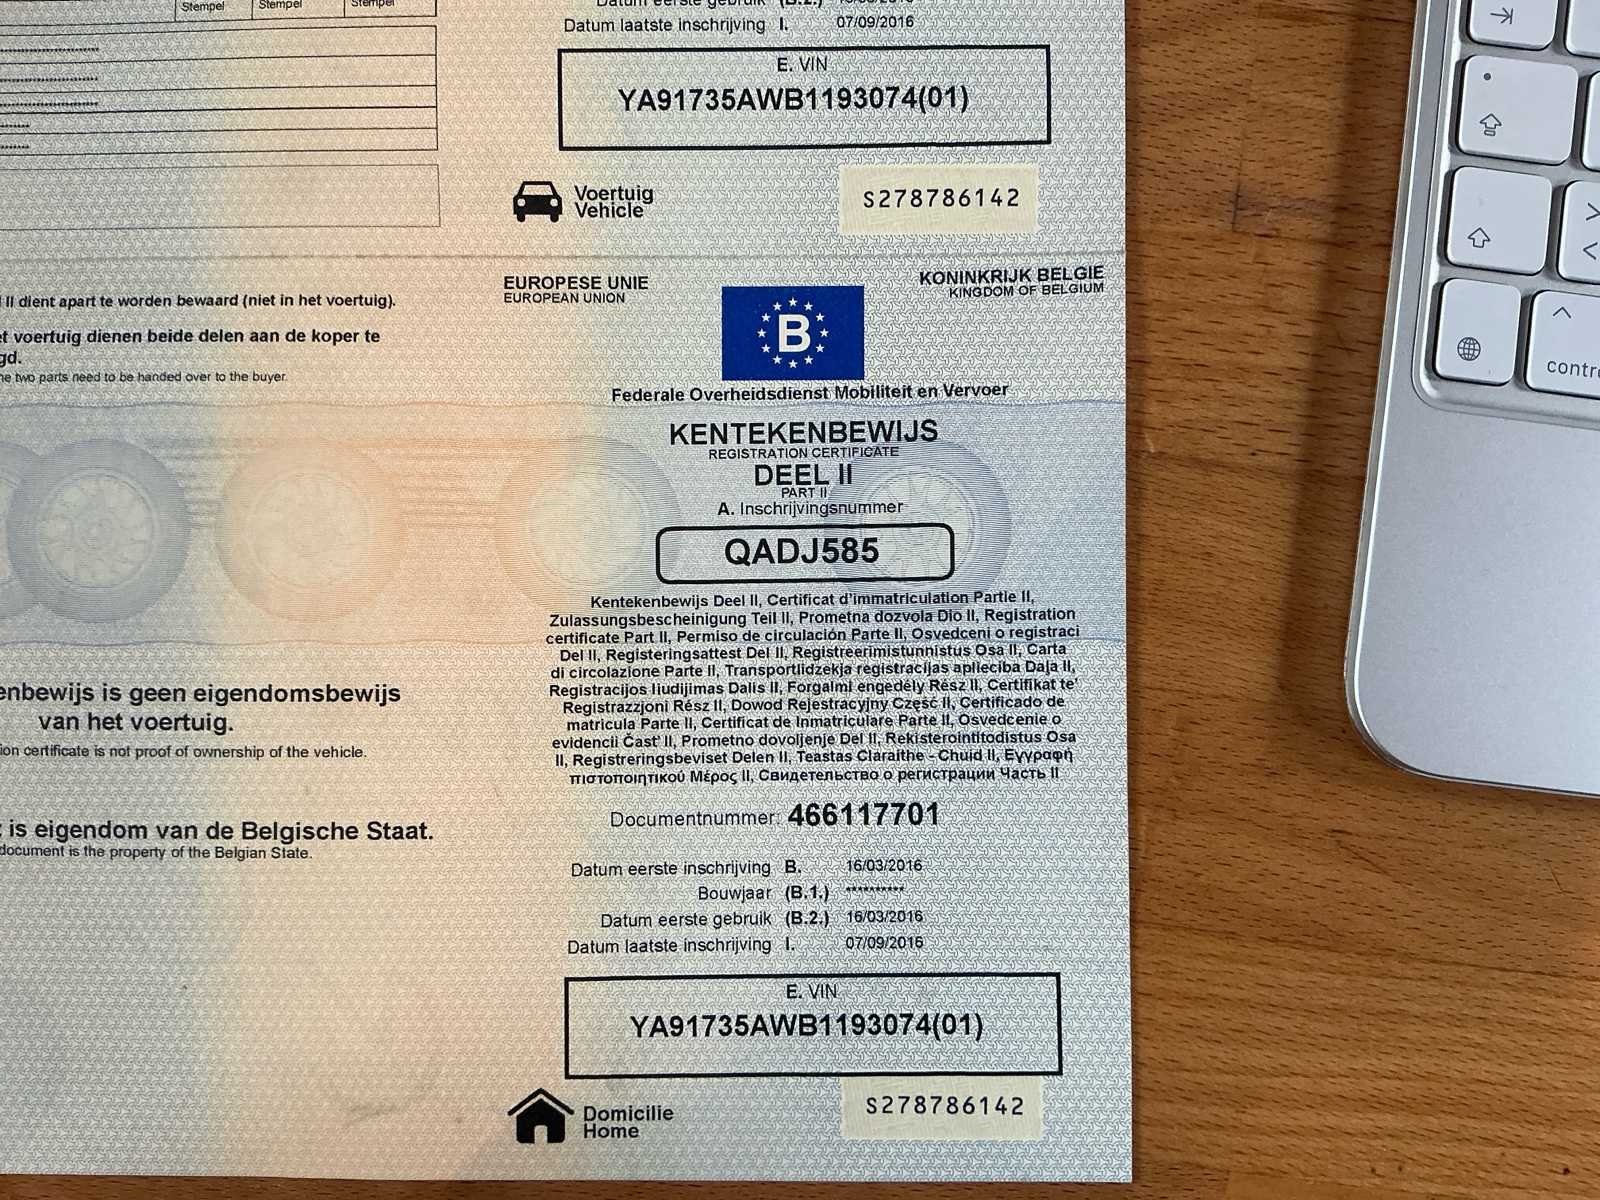 Stempel Stempel Stempel
Datum eerste gebruik (B.2.) 16/03/2016
Datum laatste inschrijving I. 07/09/2016
E. VIN
YA91735AWB1193074(01)
Voertuig
Vehicle
S278786142
EUROPESE UNIE
EUROPEAN UNION
KONINKRIJK BELGIE
KINGDOM OF BELGIUM
B
II dient apart te worden bewaard (niet in het voertuig).
voertuig dienen beide delen aan de koper te
two parts need to be handed over to the buyer.
Federale Overheidsdienst Mobiliteit en Vervoer
KENTEKENBEWIJS
REGISTRATION CERTIFICATE
DEEL II
PART II
A. Inschrijvingsnummer
QADJ585
Kentekenbewijs Deel II, Certificat d'immatriculation Partie II,
Zulassungsbescheinigung Teil II, Prometna dozvola Dio II, Registration
certificate Part II, Permiso de circulación Parte II, Osvedceni o registraci
Del II, Registeringsattest Del II, Registreerimistunnistus Osa II, Carta
di circolazione Parte II, Transportlidzekja registracijas aplieciba Daļa II,
Registracijos liudijimas Dalis II, Forgalmi engedély Rész II, Certifikat te'
Registrazzjoni Rész II, Dowod Rejestracyjny Część II, Certificado de
matricula Parte II, Certificat de Inmatriculare Parte II, Osvedcenie o
evidencii Čast' II, Prometno dovoljenje Del II, Rekisterointitodistus Osa
II, Registreringsbeviset Delen II, Teastas Claraithe - Chuid II, Εγγραφή
πιστοποιητικού Μέρος II, Свидетельство о регистрации Часть II
enbewijs is geen eigendomsbewijs
van het voertuig.
certificate is not proof of ownership of the vehicle.
is eigendom van de Belgische Staat.
document is the property of the Belgian State.
Documentnummer: 466117701
Datum eerste inschrijving B. 16/03/2016
Bouwjaar (B.1.) **********
Datum eerste gebruik (B.2.) 16/03/2016
Datum laatste inschrijving I. 07/09/2016
E. VIN
YA91735AWB1193074(01)
Domicilie
Home
S278786142
>
<
^
contro